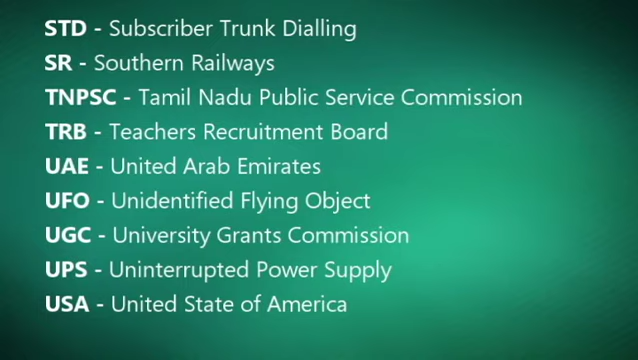 STD - Subscriber Trunk Dialling
SR - Southern Railways
TNPSC - Tamil Nadu Public Service Commission
TRB - Teachers Recruitment Board
UAE - United Arab Emirates
UFO - Unidentified Flying Object
UGC - University Grants Commission
UPS - Uninterrupted Power Supply
USA - United State of America